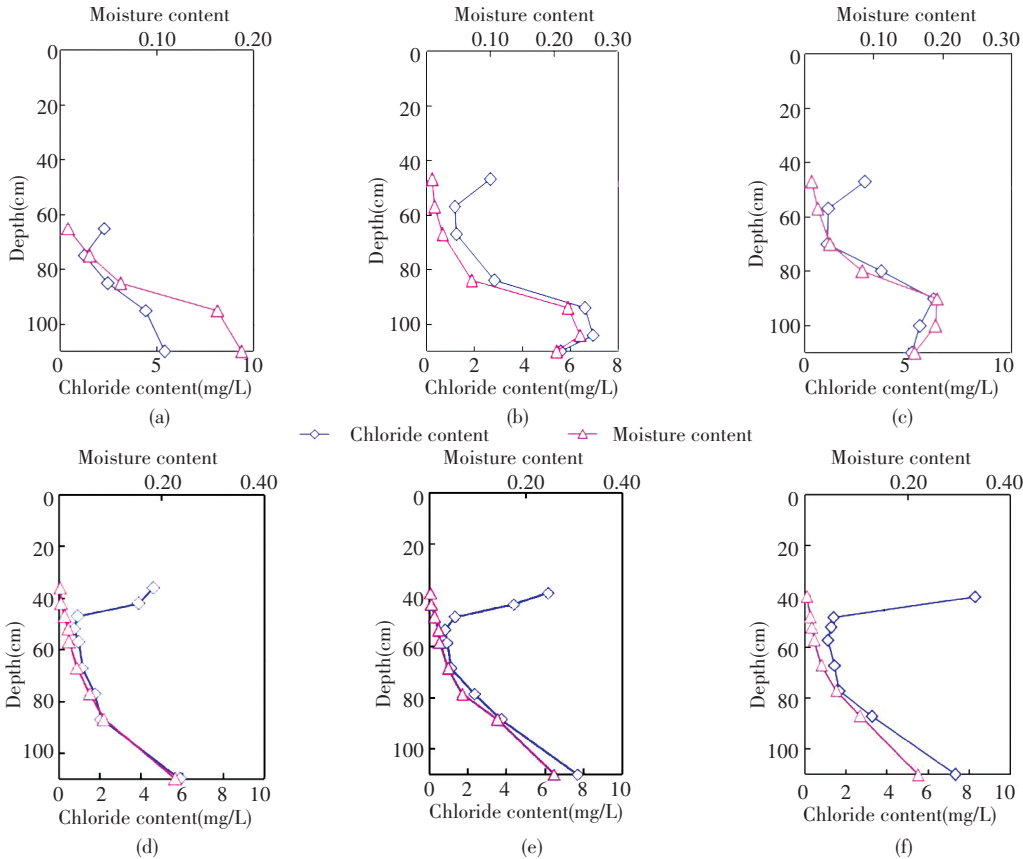 Moisture content
0.10 0.20
0
20
40
60
80
100
Depth(cm)
0 5 10
Chloride content(mg/L)
(a)
Moisture content
0.10 0.20 0.30
0
20
40
60
80
100
Depth(cm)
0 2 4 6 8
Chloride content(mg/L)
(b)
Moisture content
0.10 0.20 0.30
0
20
40
60
80
100
Depth(cm)
0 5 10
Chloride content(mg/L)
(c)
Chloride content Moisture content
Moisture content
0.20 0.40
0
20
40
60
80
100
Depth(cm)
0 2 4 6 8 10
Chloride content(mg/L)
(d)
Moisture content
0.20 0.40
0
20
40
60
80
100
Depth(cm)
0 2 4 6 8 10
Chloride content(mg/L)
(e)
Moisture content
0.20 0.40
0
20
40
60
80
100
Depth(cm)
0 2 4 6 8 10
Chloride content(mg/L)
(f)